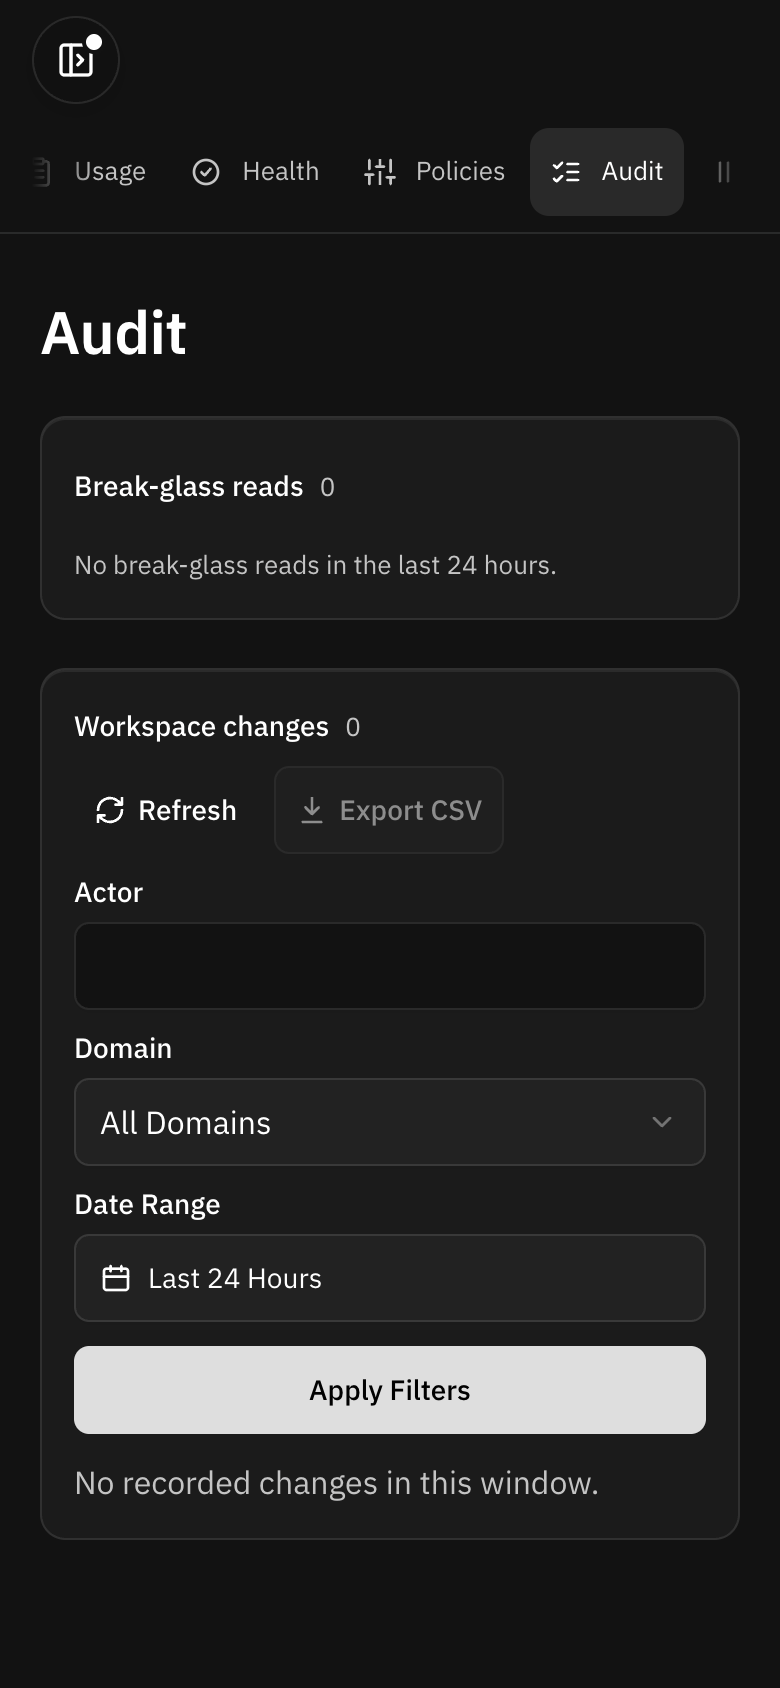 Usage
Health
Policies
Audit
Audit
Break-glass reads 0
No break-glass reads in the last 24 hours.
Workspace changes 0
Refresh
Export CSV
Actor
Domain
All Domains
Date Range
Last 24 Hours
Apply Filters
No recorded changes in this window.